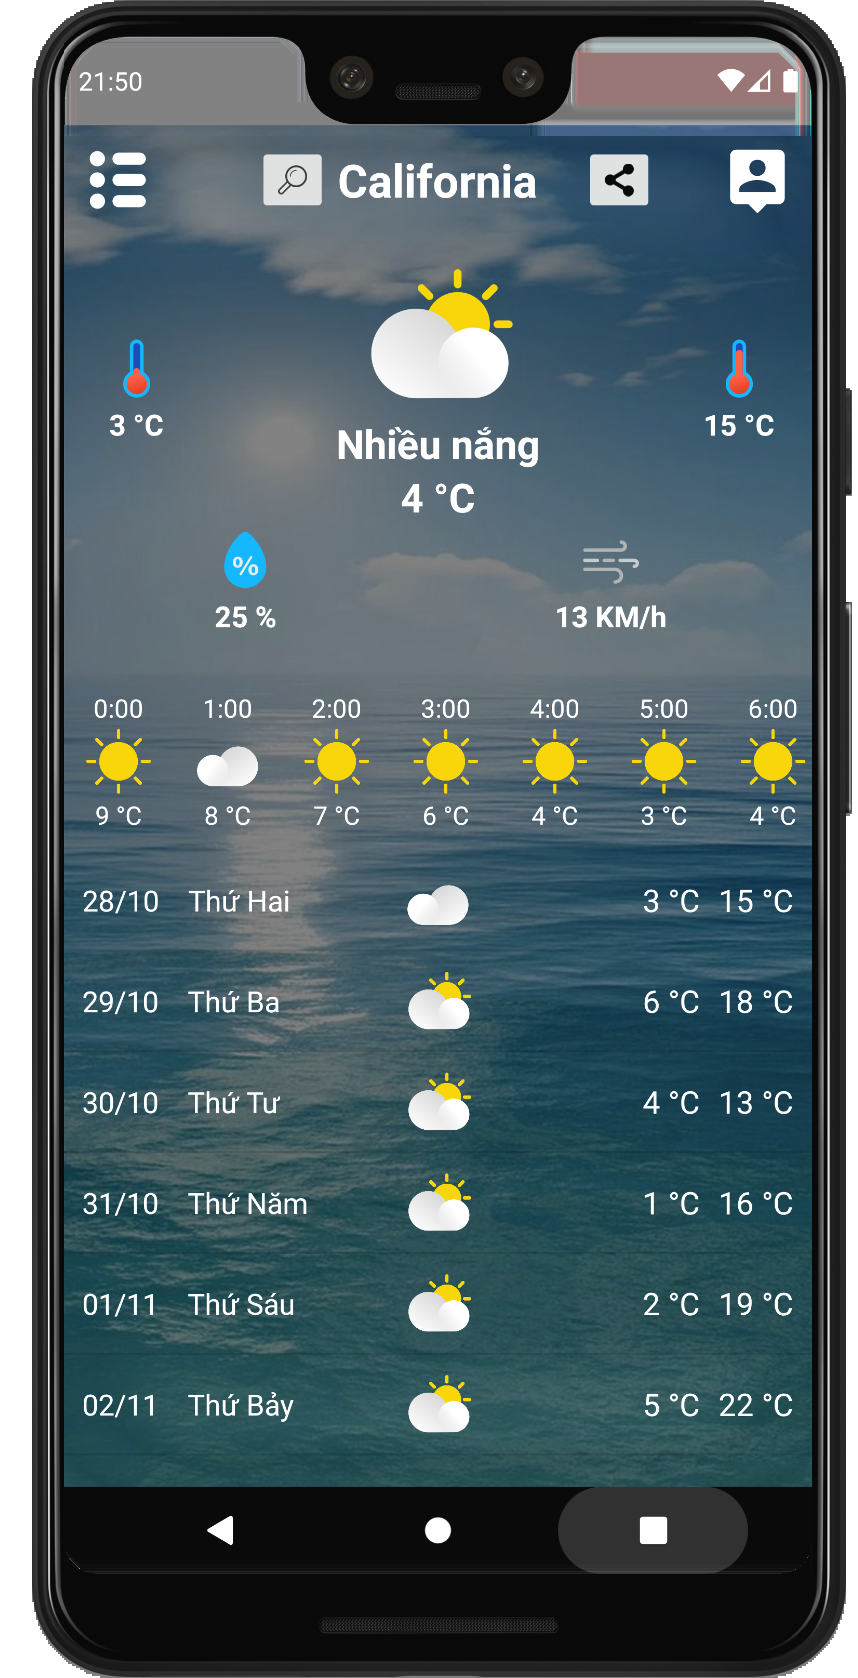 21:50
California
3 °C
15 °C
Nhiều nắng
4 °C
%
25 %
13 KM/h
0:00 1:00 2:00 3:00 4:00 5:00 6:00
9 °C 8 °C 7 °C 6 °C 4 °C 3 °C 4 °C
28/10 Thứ Hai 3 °C 15 °C
29/10 Thứ Ba 6 °C 18 °C
30/10 Thứ Tư 4 °C 13 °C
31/10 Thứ Năm 1 °C 16 °C
01/11 Thứ Sáu 2 °C 19 °C
02/11 Thứ Bảy 5 °C 22 °C